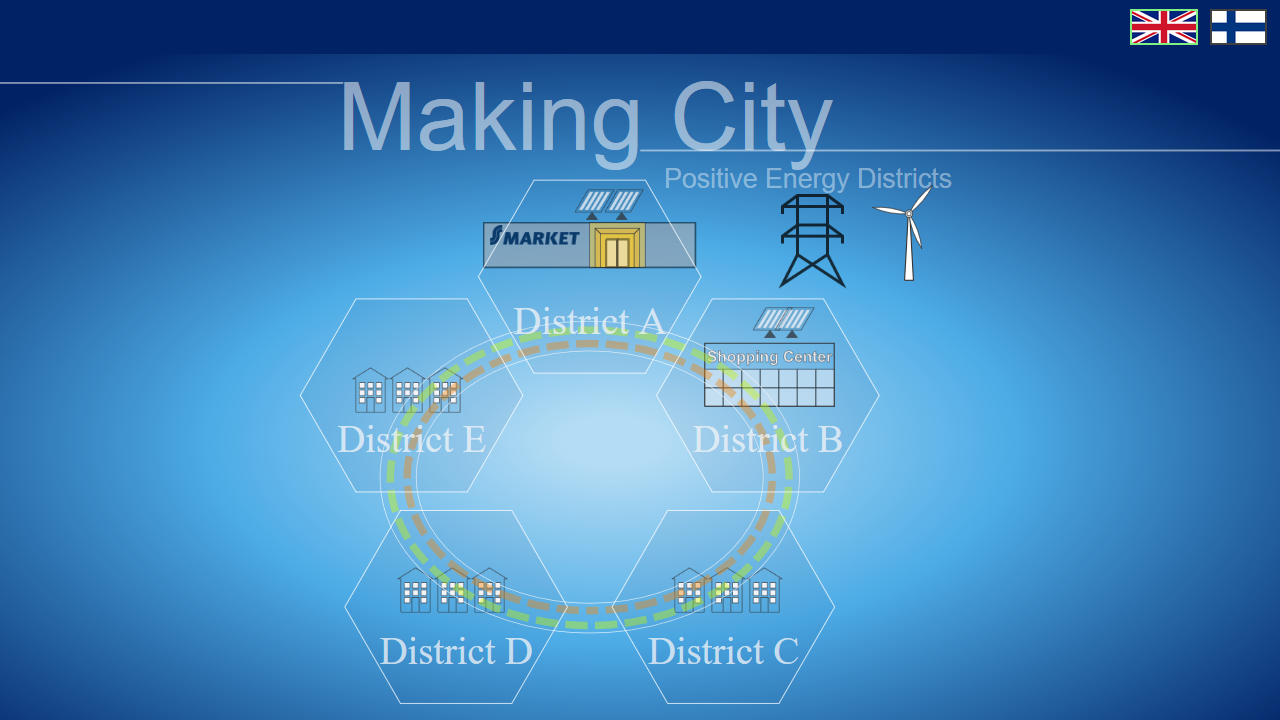 Making City
Positive Energy Districts
S MARKET
District A
Shopping Center
District E
District B
District D
District C